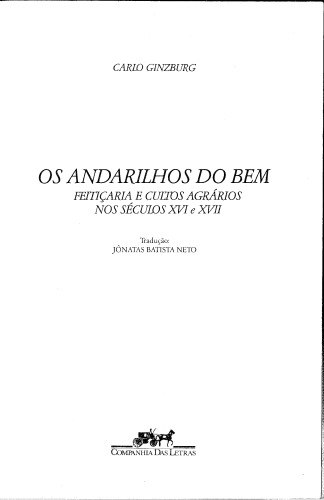 CARLO GINZBURG
OS ANDARILHOS DO BEM
FEITIÇARIA E CULTOS AGRÁRIOS
NOS SÉCULOS XVI e XVII
Tradução:
JÔNATAS BATISTA NETO
COMPANHIA DAS LETRAS